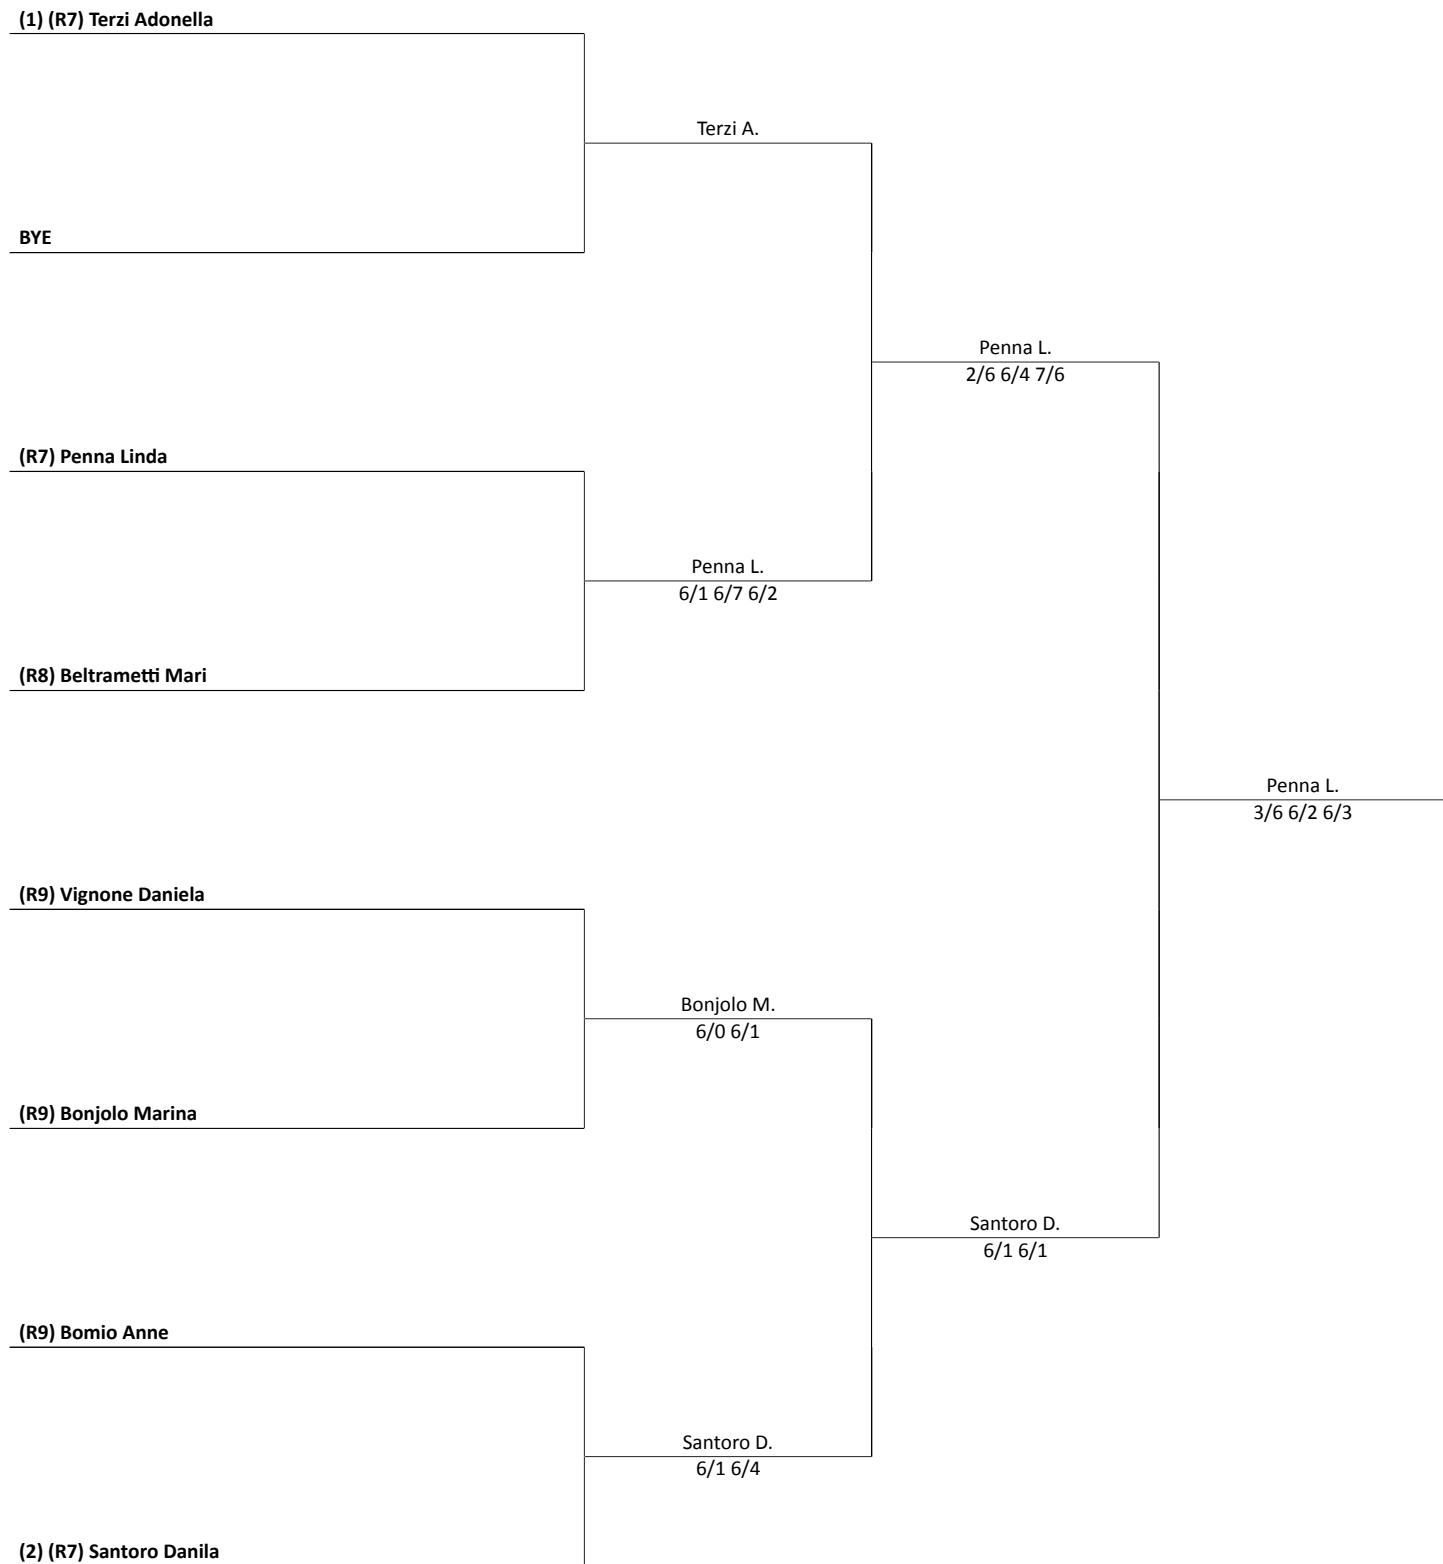 (1) (R7) Terzi Adonella
Terzi A.
BYE
Penna L.
2/6 6/4 7/6
(R7) Penna Linda
Penna L.
6/1 6/7 6/2
(R8) Beltrametti Mari
Penna L.
3/6 6/2 6/3
(R9) Vignone Daniela
Bonjolo M.
6/0 6/1
(R9) Bonjolo Marina
Santoro D.
6/1 6/1
(R9) Bomio Anne
Santoro D.
6/1 6/4
(2) (R7) Santoro Danila